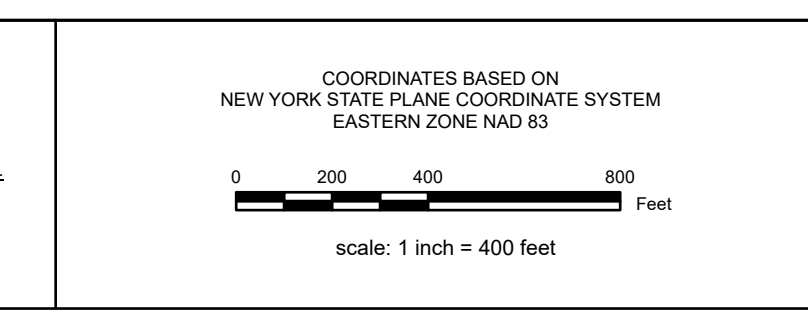 COORDINATES BASED ON
NEW YORK STATE PLANE COORDINATE SYSTEM
EASTERN ZONE NAD 83
0 200 400 800
Feet
scale: 1 inch = 400 feet